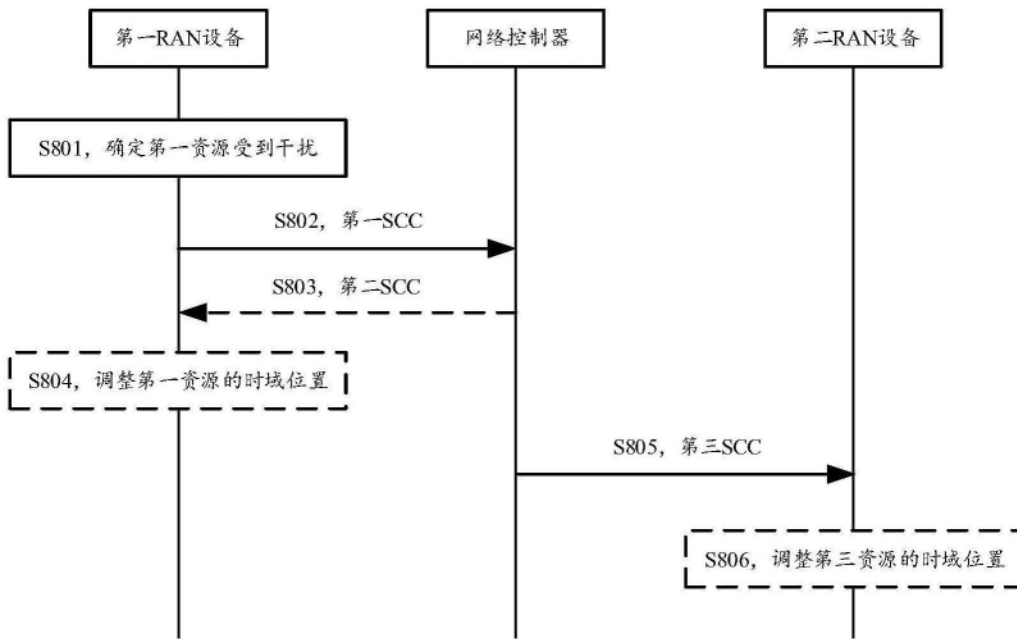 第一RAN设备
网络控制器
第二RAN设备
S801，确定第一资源受到干扰
S802，第一SCC
S803，第二SCC
S804，调整第一资源的时域位置
S805，第三SCC
S806，调整第三资源的时域位置